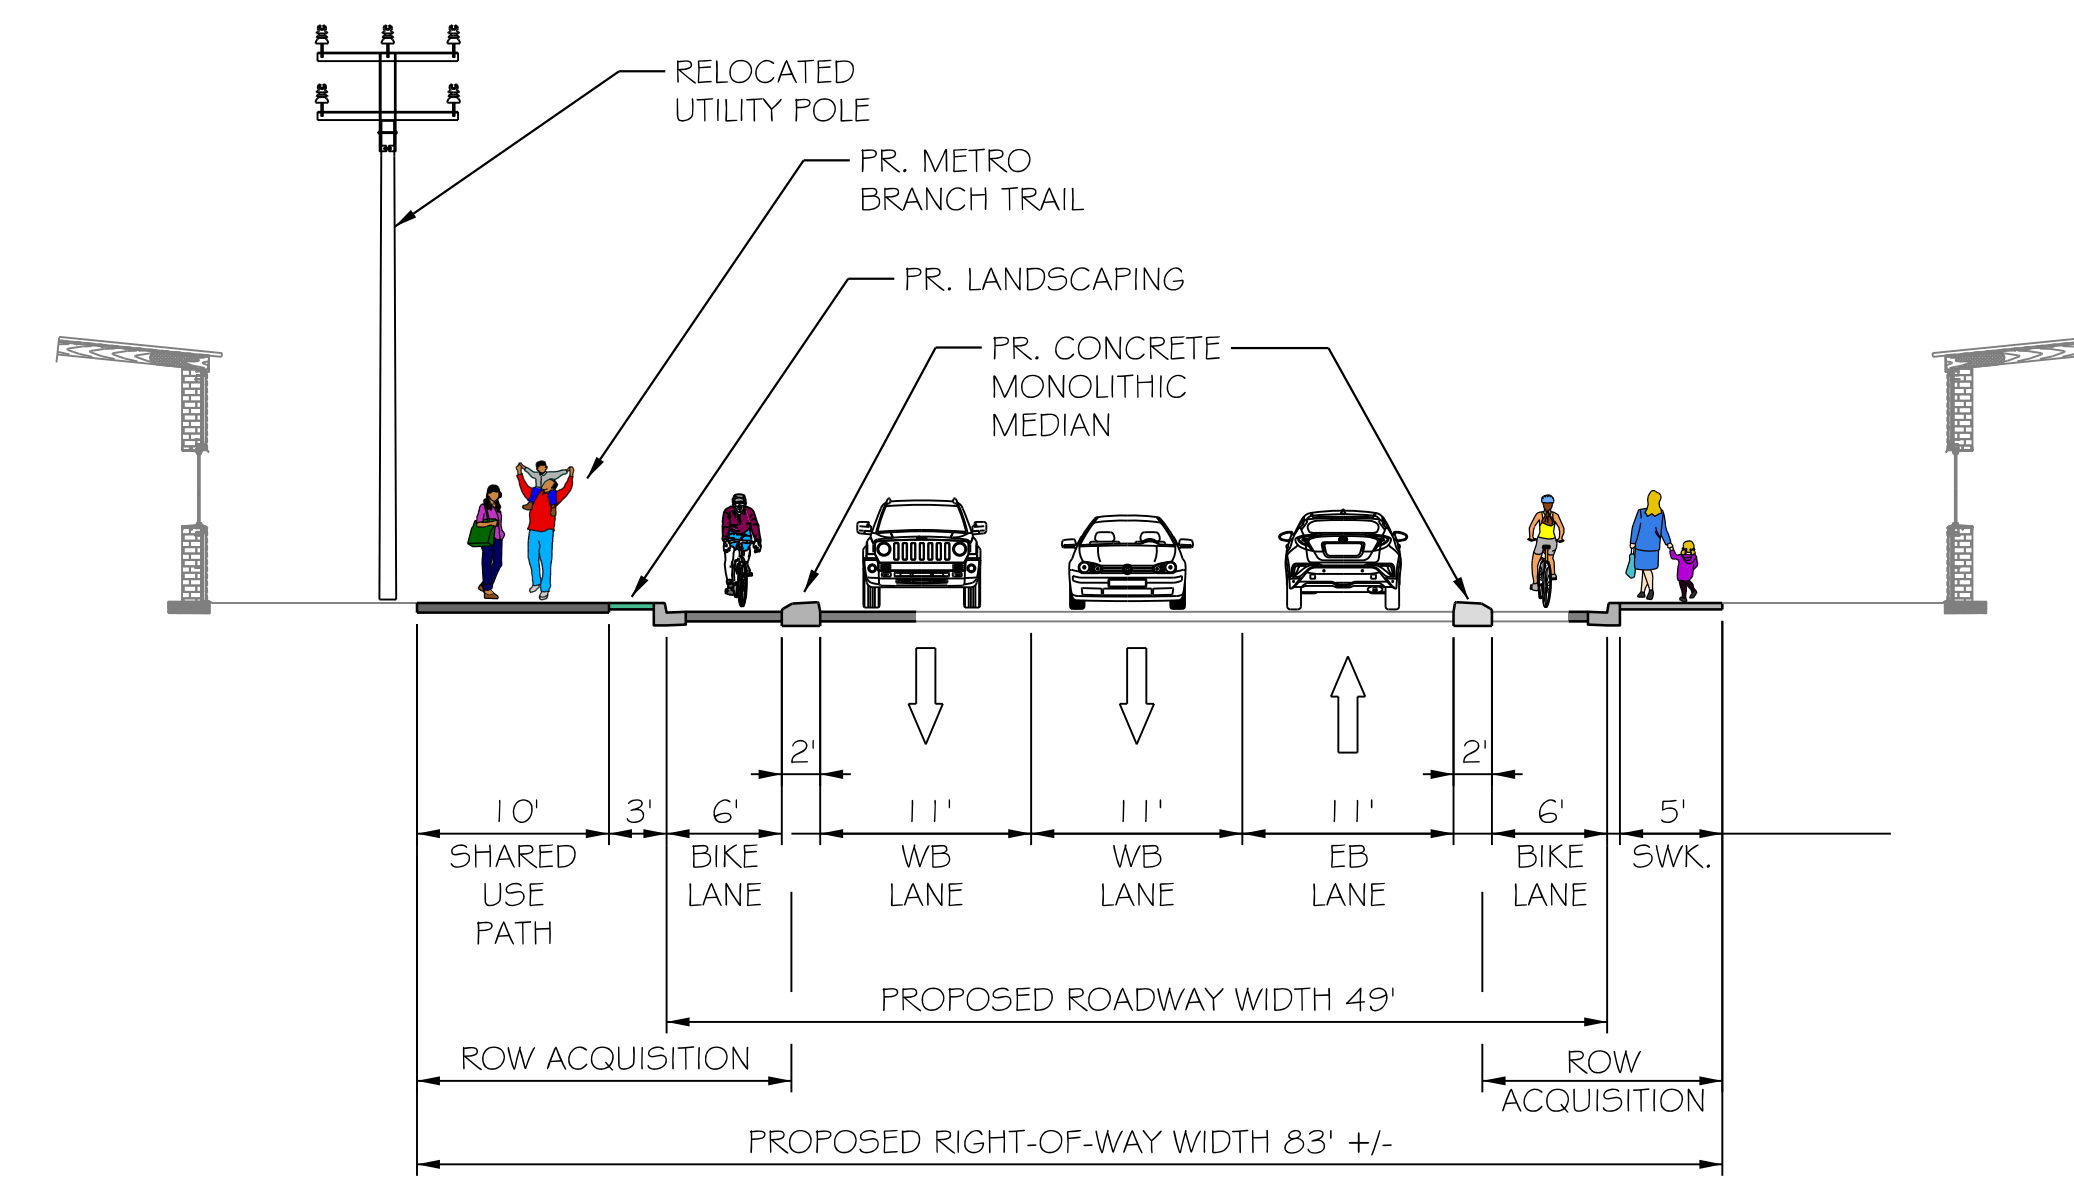 RELOCATED
UTILITY POLE
PR. METRO
BRANCH TRAIL
PR. LANDSCAPING
PR. CONCRETE
MONOLITHIC
MEDIAN
2'
2'
10'
3'
6'
11'
11'
11'
6'
5'
SHARED
USE
PATH
BIKE
LANE
WB
LANE
WB
LANE
EB
LANE
BIKE
LANE
SWK.
PROPOSED ROADWAY WIDTH 49'
ROW ACQUISITION
ROW
ACQUISITION
PROPOSED RIGHT-OF-WAY WIDTH 83' +/-